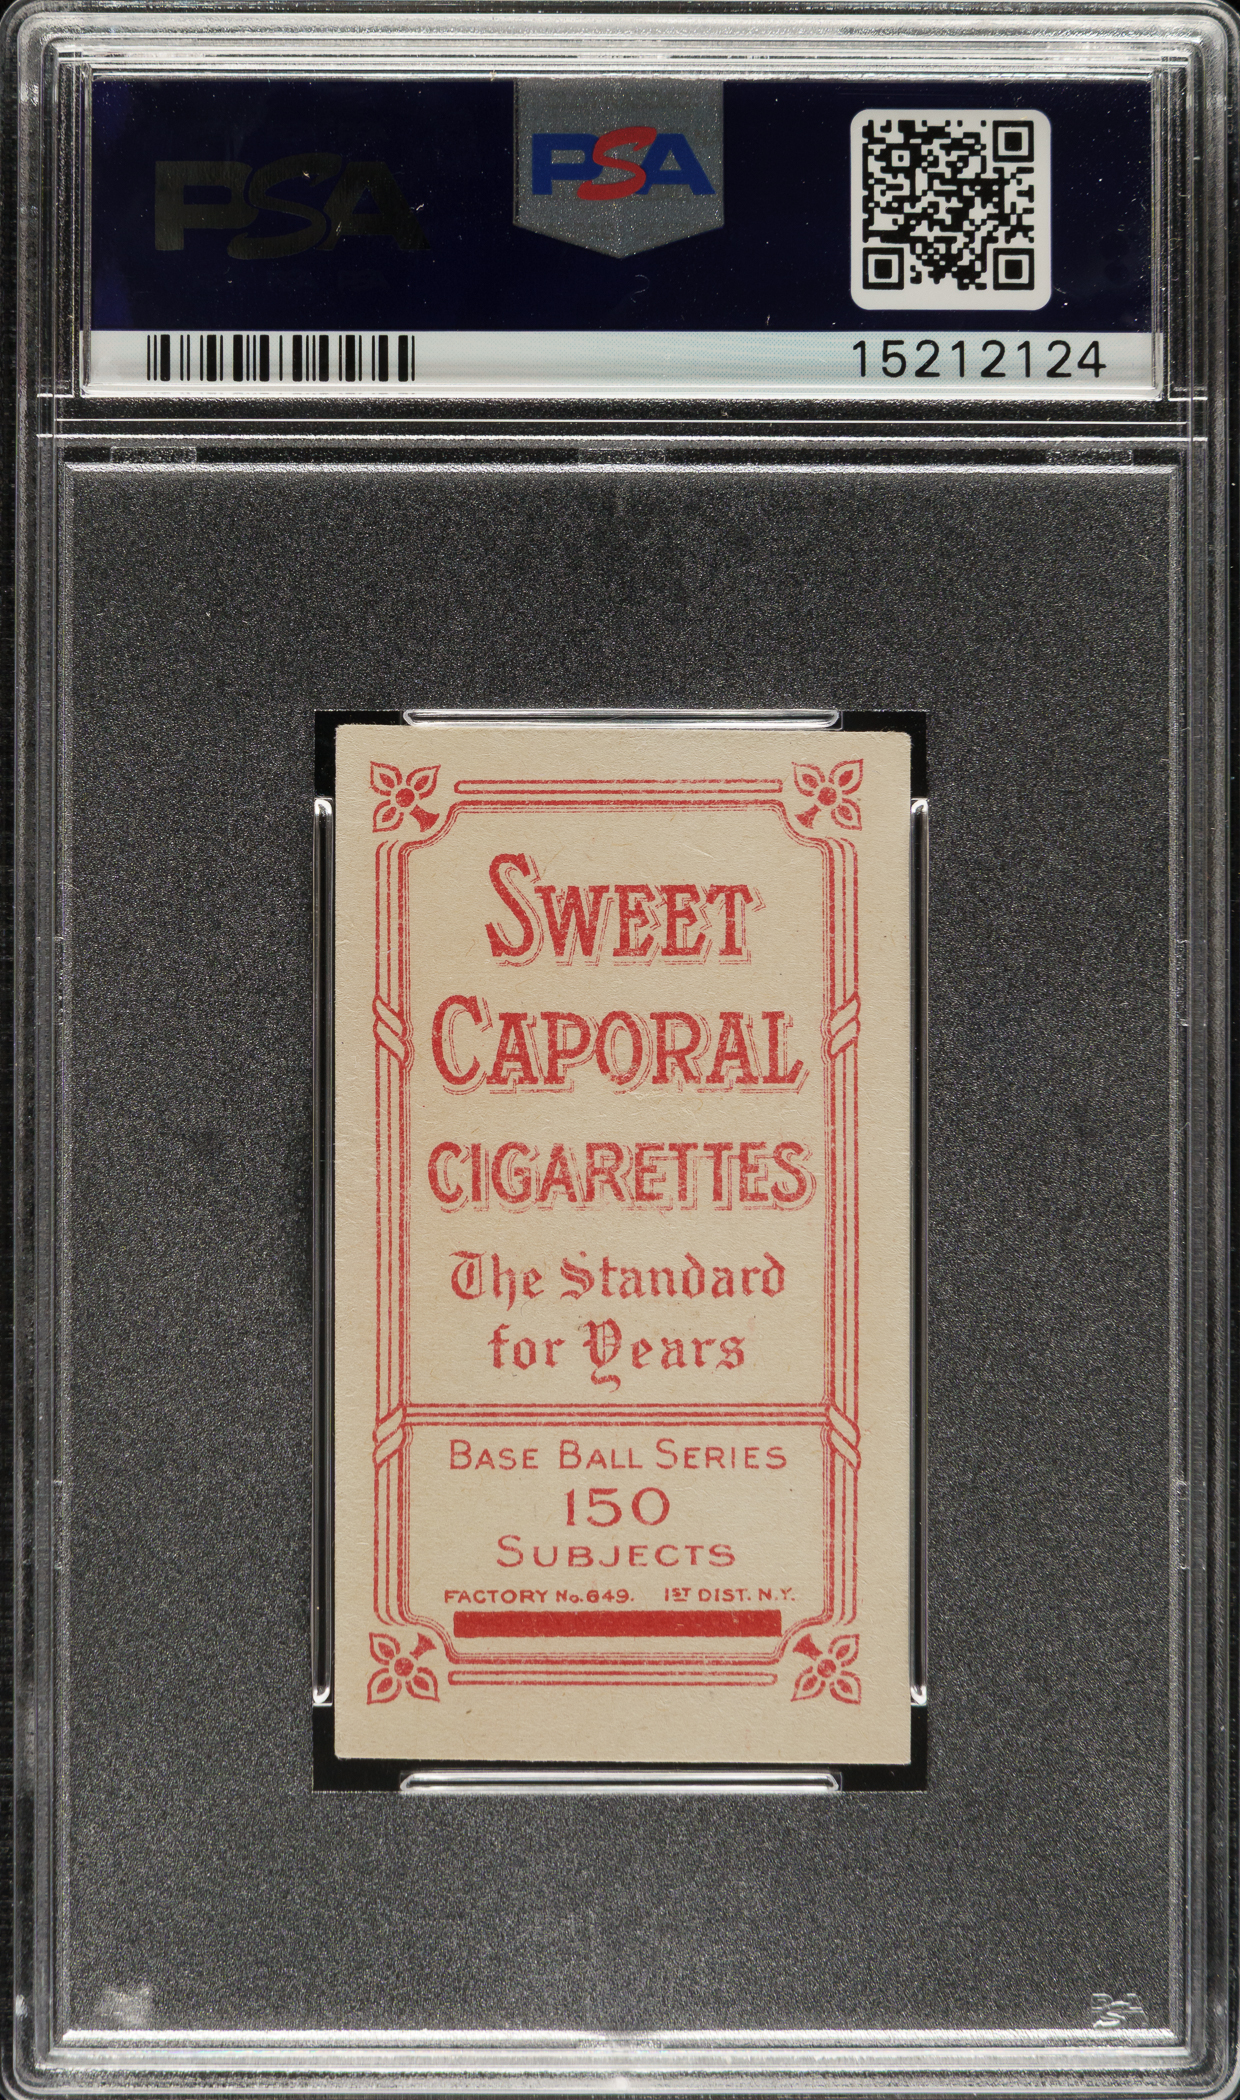 PSA
PSA
15212124
SWEET
CAPORAL
CIGARETTES
The Standard
for Years
BASE BALL SERIES
150
SUBJECTS
FACTORY No. 649. 1ST DIST. N.Y.
PSA